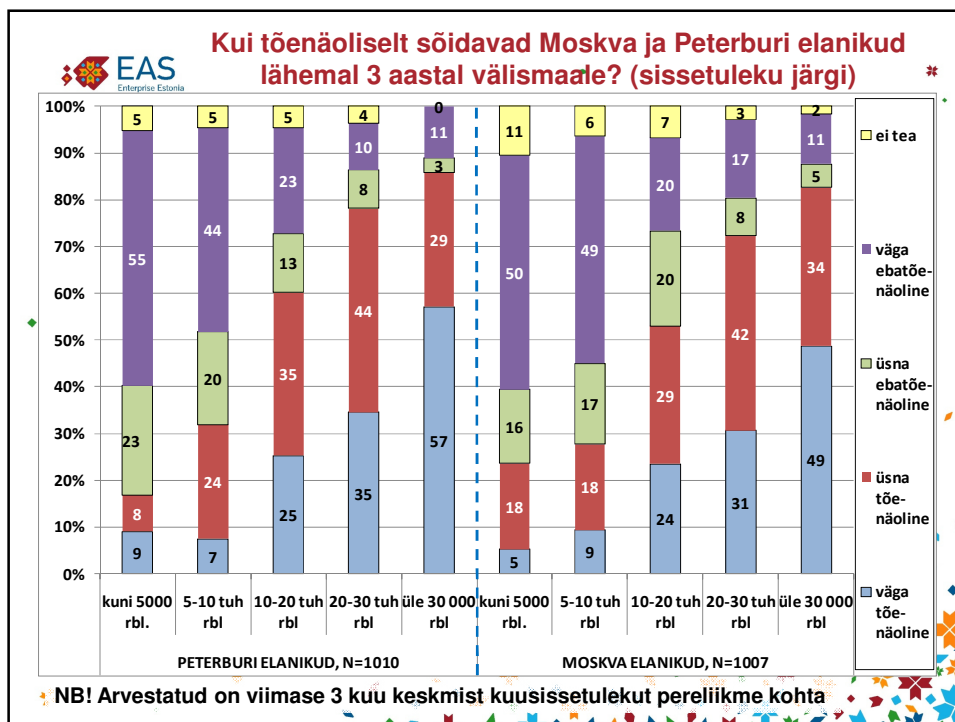 Kui tõenäoliselt sõidavad Moskva ja Peterburi elanikud
lähemal 3 aastal välismaale? (sissetuleku järgi)
EAS
Enterprise Estonia
100%
90%
80%
70%
60%
50%
40%
30%
20%
10%
0%
5 5 5 4 0 11 6 7 3 2
55 44 23 10 11 50 49 20 17 11
23 20 13 8 3 16 17 20 8 5
8 24 35 44 29 18 18 29 42 34
9 7 25 35 57 5 9 24 31 49
ei tea
väga
ebatõe-
näoline
üsna
ebatõe-
näoline
üsna
tõe-
näoline
väga
tõe-
näoline
kuni 5000 5-10 tuh 10-20 tuh 20-30 tuh üle 30 000 kuni 5000 5-10 tuh 10-20 tuh 20-30 tuh üle 30 000
rbl. rbl rbl rbl rbl rbl. rbl rbl rbl rbl
PETERBURI ELANIKUD, N=1010 MOSKVA ELANIKUD, N=1007
NB! Arvestatud on viimase 3 kuu keskmist kuusissetulekut pereliikme kohta